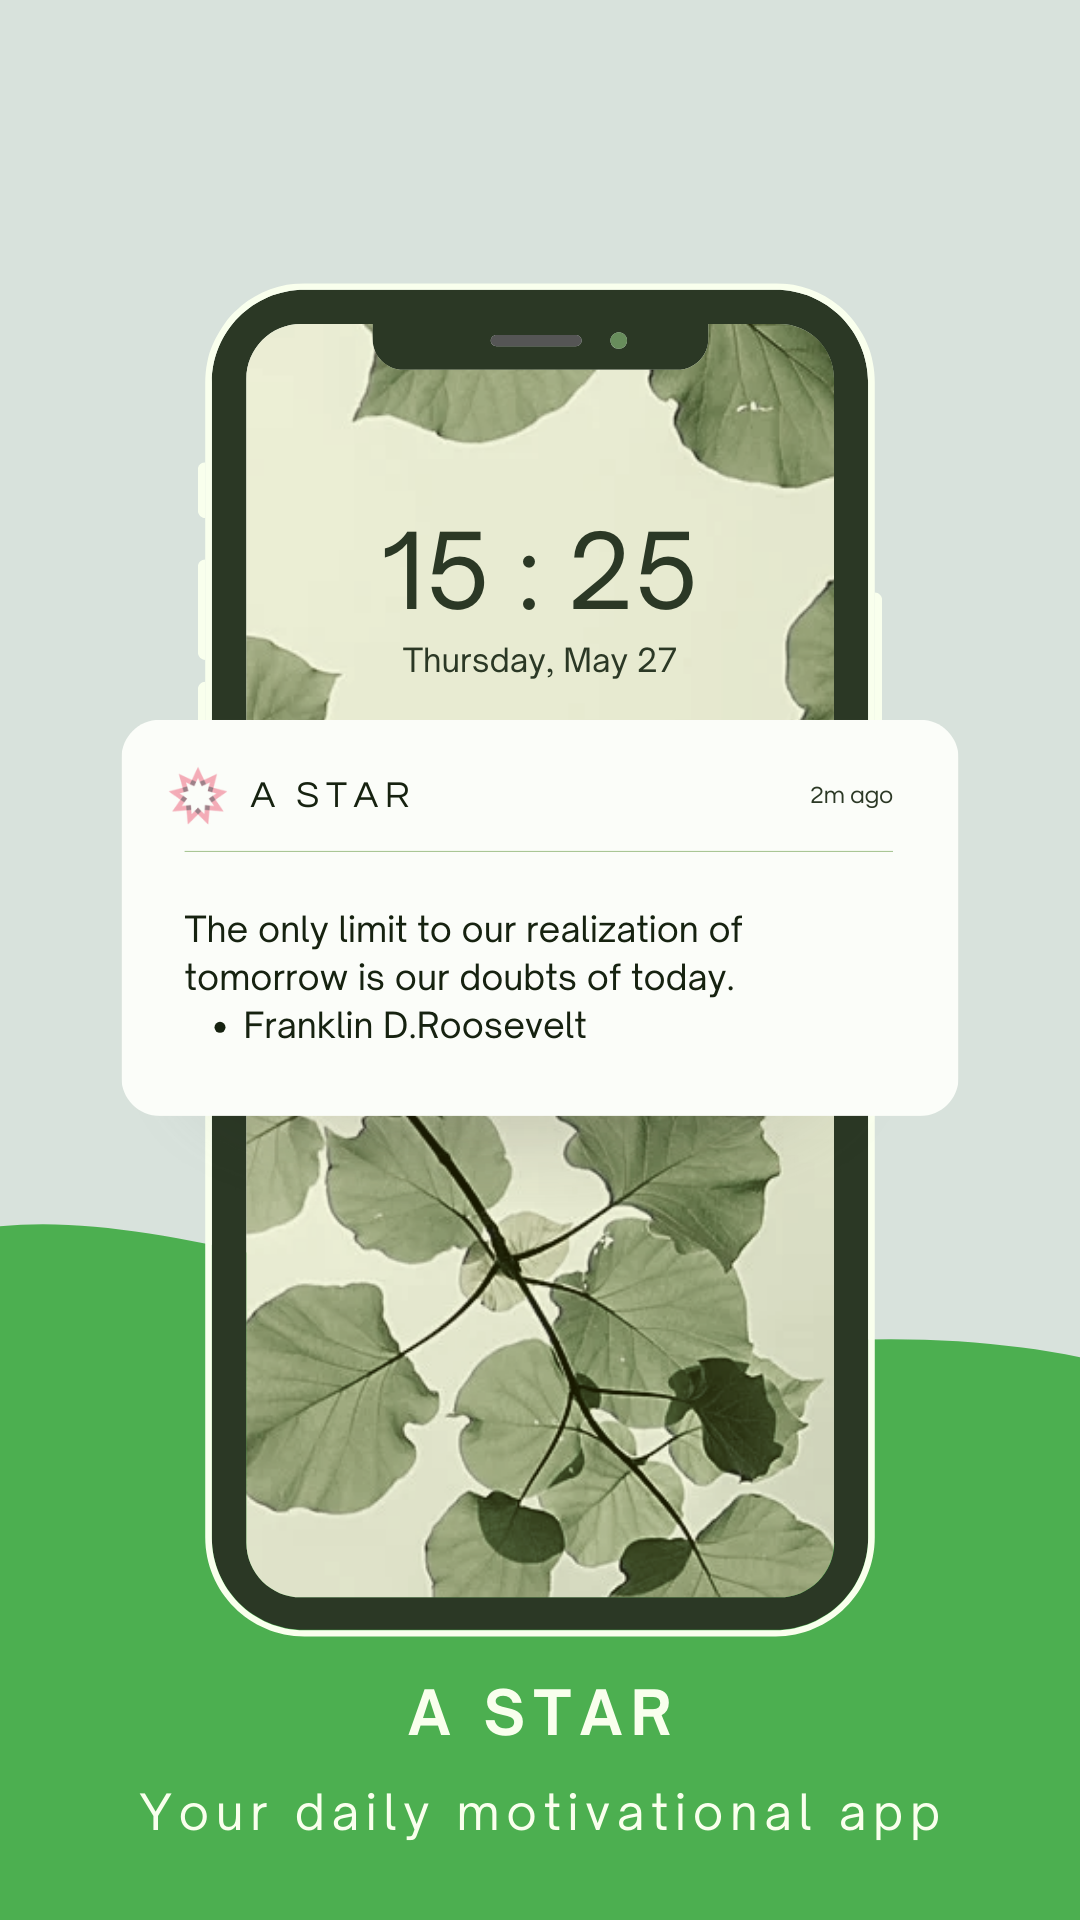 15 : 25
Thursday, May 27
A STAR
2m ago
The only limit to our realization of
tomorrow is our doubts of today.
• Franklin D.Roosevelt
A STAR
Your daily motivational app